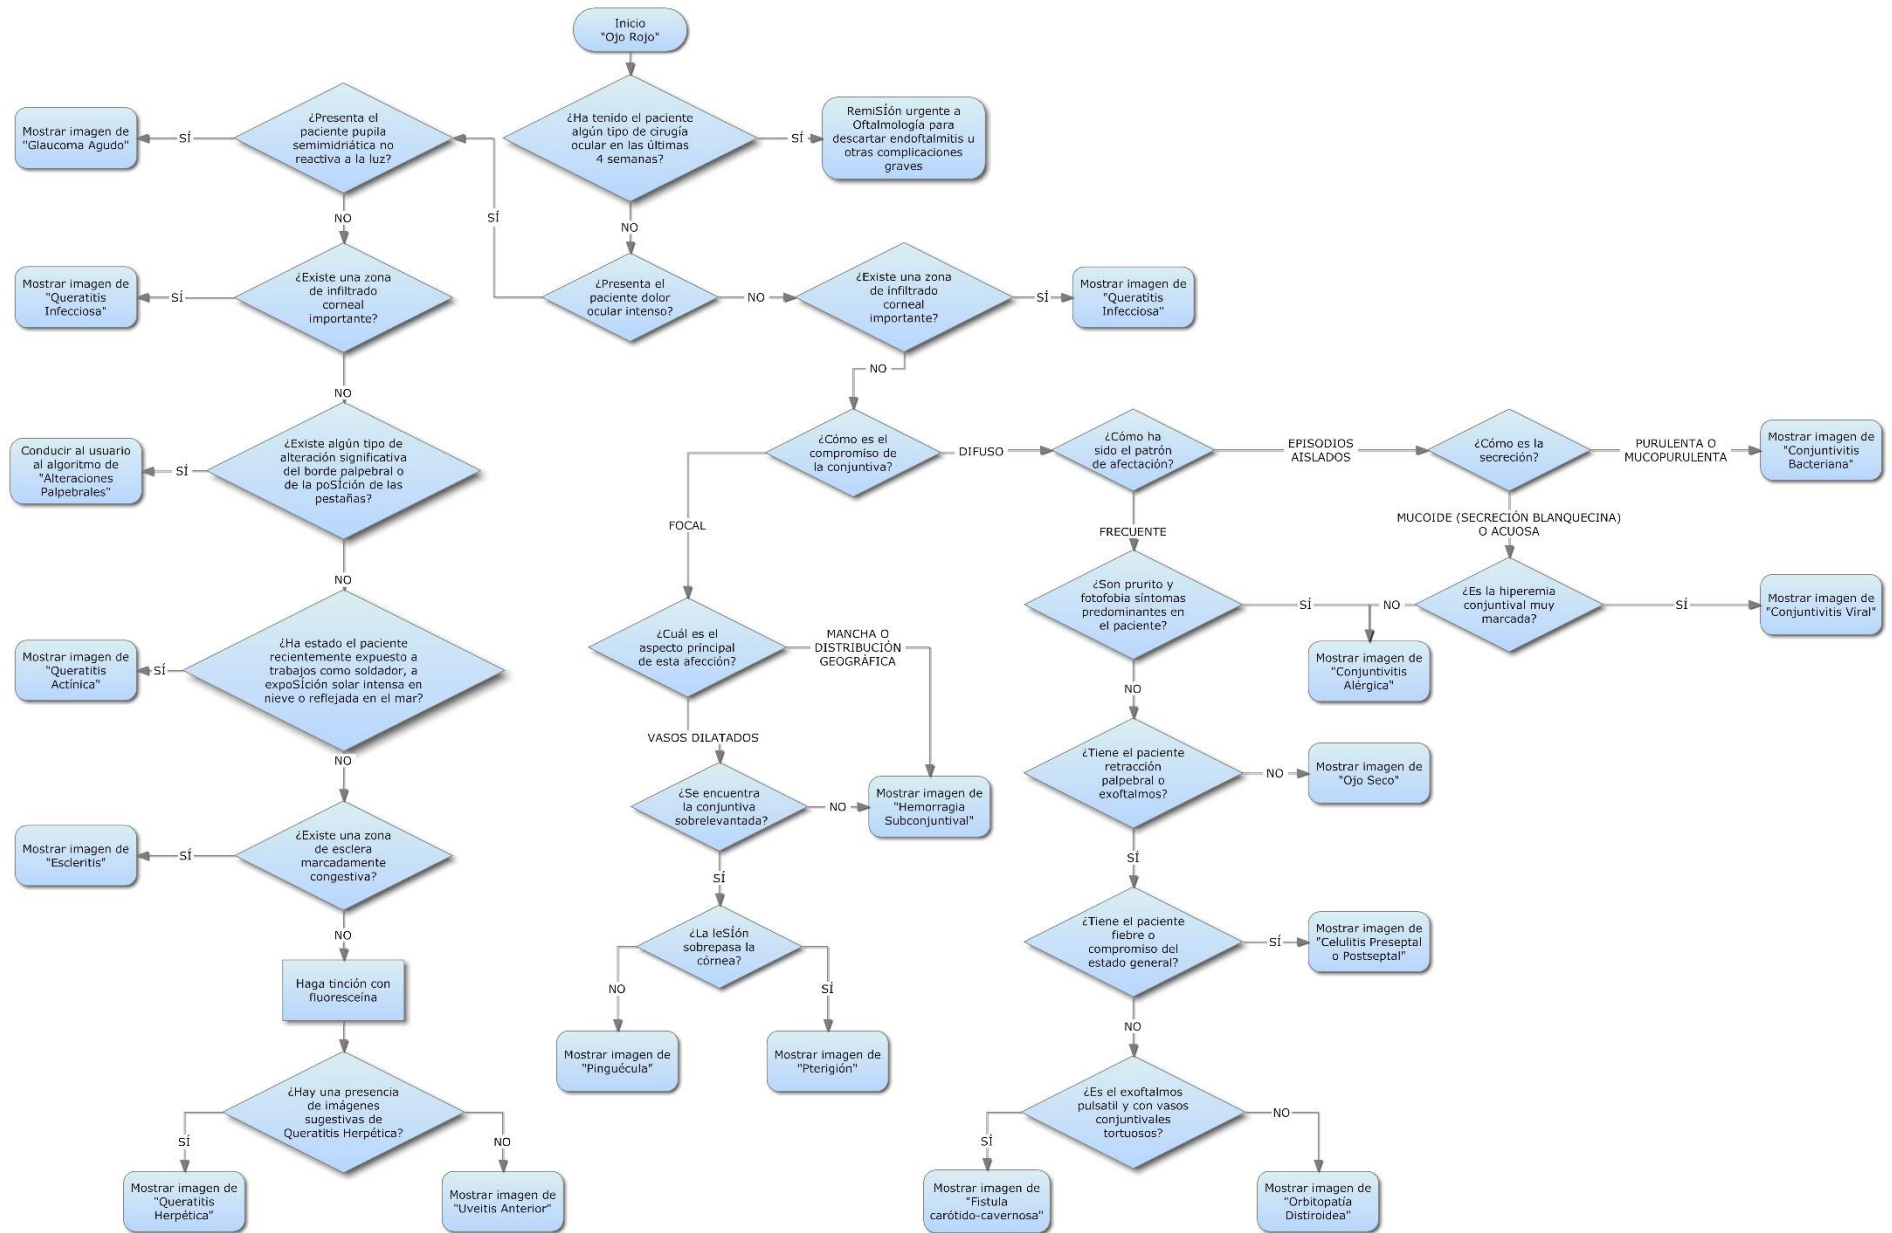 Inicio
"Ojo Rojo"
¿Ha tenido el paciente
algún tipo de cirugía
ocular en las últimas
4 semanas?
SÍ
RemiSÍón urgente a
Oftalmología para
descartar endoftalmitis u
otras complicaciones
graves
NO
¿Presenta el
paciente dolor
ocular intenso?
SÍ
¿Presenta el
paciente pupila
semimidriática no
reactiva a la luz?
SÍ
Mostrar imagen de
"Glaucoma Agudo"
NO
¿Existe una zona
de infiltrado
corneal
importante?
SÍ
Mostrar imagen de
"Queratitis
Infecciosa"
NO
¿Existe algún tipo de
alteración significativa
del borde palpebral o
de la poSÍción de las
pestañas?
SÍ
Conducir al usuario
al algoritmo de
"Alteraciones
Palpebrales"
NO
¿Ha estado el paciente
recientemente expuesto a
trabajos como soldador, a
expoSÍción solar intensa en
nieve o reflejada en el mar?
SÍ
Mostrar imagen de
"Queratitis
Actínica"
NO
¿Existe una zona
de esclera
marcadamente
congestiva?
SÍ
Mostrar imagen de
"Escleritis"
NO
Haga tinción con
fluoresceína
¿Hay una presencia
de imágenes
sugestivas de
Queratitis Herpética?
SÍ
Mostrar imagen de
"Queratitis
Herpética"
NO
Mostrar imagen de
"Uveitis Anterior"
NO
¿Existe una zona
de infiltrado
corneal
importante?
SÍ
Mostrar imagen de
"Queratitis
Infecciosa"
NO
¿Cómo es el
compromiso de
la conjuntiva?
FOCAL
¿Cuál es el
aspecto principal
de esta afección?
MANCHA O
DISTRIBUCIÓN
GEOGRÁFICA
VASOS DILATADOS
¿Se encuentra
la conjuntiva
sobrelevantada?
NO
Mostrar imagen de
"Hemorragia
Subconjuntival"
SÍ
¿La leSÍón
sobrepasa la
córnea?
NO
Mostrar imagen de
"Pinguécula"
SÍ
Mostrar imagen de
"Pterigión"
DIFUSO
¿Cómo ha
sido el patrón
de afectación?
EPISODIOS
AISLADOS
¿Cómo es la
secreción?
PURULENTA O
MUCOPURULENTA
Mostrar imagen de
"Conjuntivitis
Bacteriana"
MUCOIDE (SECRECIÓN BLANQUECINA)
O ACUOSA
¿Es la hiperemia
conjuntival muy
marcada?
SÍ
Mostrar imagen de
"Conjuntivitis Viral"
NO
FRECUENTE
¿Son prurito y
fotofobia síntomas
predominantes en
el paciente?
SÍ
Mostrar imagen de
"Conjuntivitis
Alérgica"
NO
¿Tiene el paciente
retracción
palpebral o
exoftalmos?
NO
Mostrar imagen de
"Ojo Seco"
SÍ
¿Tiene el paciente
fiebre o
compromiso del
estado general?
SÍ
Mostrar imagen de
"Celulitis Preseptal
o Postseptal"
NO
¿Es el exoftalmos
pulsatil y con vasos
conjuntivales
tortuosos?
SÍ
Mostrar imagen de
"Fistula
carótido-cavernosa"
NO
Mostrar imagen de
"Orbitopatía
Distiroidea"